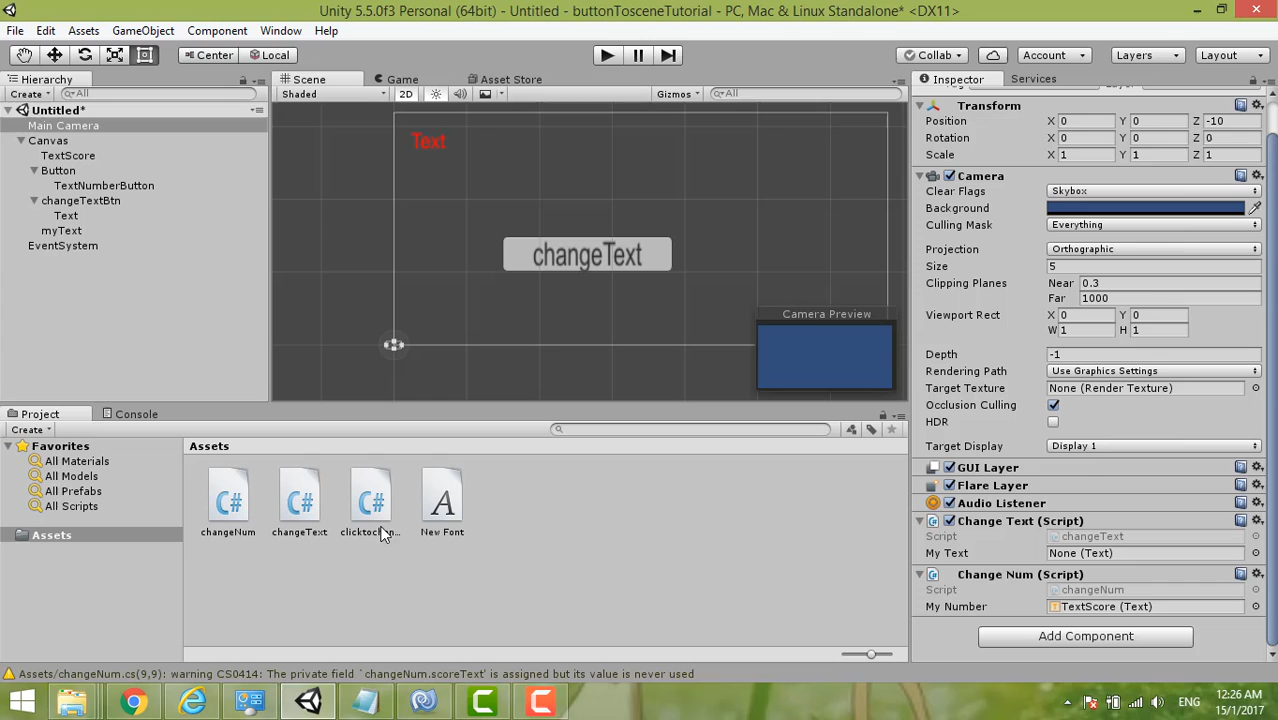 Unity 5.5.0f3 Personal (64bit) - Untitled - buttonTosceneTutorial - PC, Mac & Linux Standalone* <DX11>
File Edit Assets GameObject Component Window Help
Center Local Collab Account Layers Layout
Hierarchy
Create All
Untitled*
Main Camera
Canvas
TextScore
Button
TextNumberButton
changeTextBtn
Text
myText
EventSystem
Scene Game Asset Store
Shaded 2D Gizmos All
Text
changeText
Camera Preview
Inspector Services
Transform
Position X 0 Y 0 Z -10
Rotation X 0 Y 0 Z 0
Scale X 1 Y 1 Z 1
Camera
Clear Flags Skybox
Background
Culling Mask Everything
Projection Orthographic
Size 5
Clipping Planes Near 0.3
Far 1000
Viewport Rect X 0 Y 0
W 1 H 1
Depth -1
Rendering Path Use Graphics Settings
Target Texture None (Render Texture)
Occlusion Culling
HDR
Target Display Display 1
GUI Layer
Flare Layer
Audio Listener
Change Text (Script)
Script changeText
My Text None (Text)
Change Num (Script)
Script changeNum
My Number TextScore (Text)
Add Component
Project Console
Create
Favorites
All Materials
All Models
All Prefabs
All Scripts
Assets
Assets
C# C# C# A
changeNum changeText New Font
Assets/changeNum.cs(9,9): warning CS0414: The private field `changeNum.scoreText' is assigned but its value is never used
ENG
12:26 AM
15/1/2017